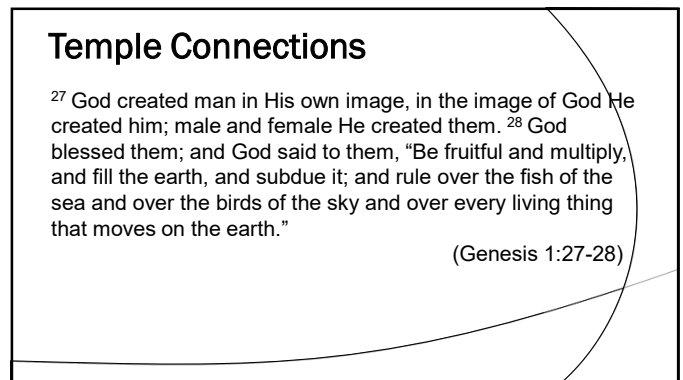 Temple Connections
27 God created man in His own image, in the image of God He
created him; male and female He created them. 28 God
blessed them; and God said to them, “Be fruitful and multiply,
and fill the earth, and subdue it; and rule over the fish of the
sea and over the birds of the sky and over every living thing
that moves on the earth.”
(Genesis 1:27-28)